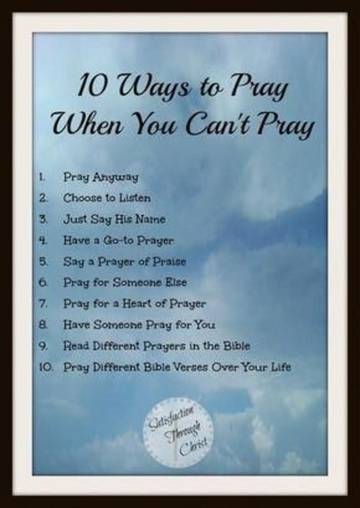 10 Ways to Pray
When You Can't Pray
1. Pray Anyway
2. Choose to Listen
3. Just Say His Name
4. Have a Go-to Prayer
5. Say a Prayer of Praise
6. Pray for Someone Else
7. Pray for a Heart of Prayer
8. Have Someone Pray for You
9. Read Different Prayers in the Bible
10. Pray Different Bible Verses Over Your Life
Satisfaction
Through
Christ